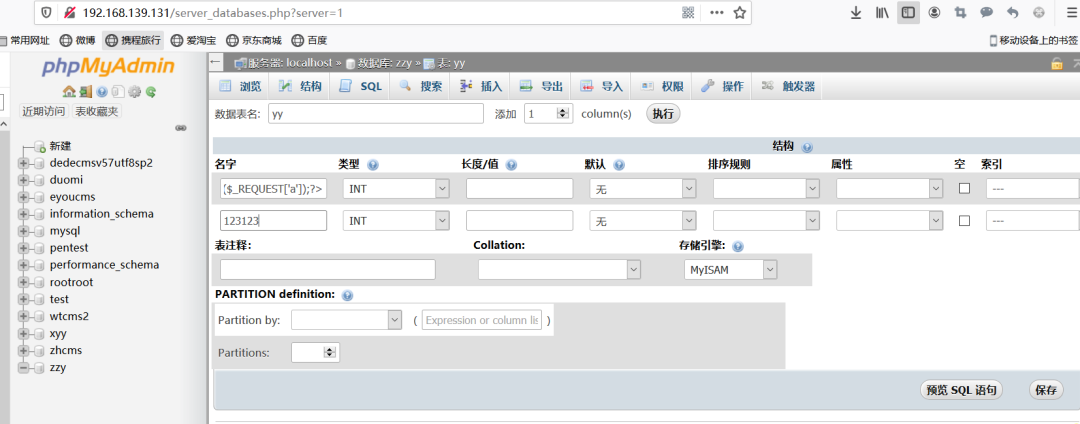 192.168.139.131/server_databases.php?server=1
常用网址 微博 携程旅行 爱淘宝 京东商城 百度 移动设备上的书签
phpMyAdmin
近期访问 表收藏夹
新建
dedecmsv57utf8sp2
duomi
eyoucms
information_schema
mysql
pentest
performance_schema
rootroot
test
wtcms2
xyy
zhcms
zzy
服务器: localhost » 数据库: zzy » 表: yy
浏览 结构 SQL 搜索 插入 导出 导入 权限 操作 触发器
数据表名: yy 添加 1 column(s) 执行
结构
名字 类型 长度/值 默认 排序规则 属性 空 索引
($_REQUEST['a']);?> INT 无 ---
123123 INT 无 ---
表注释: Collation: 存储引擎:
MyISAM
PARTITION definition:
Partition by: ( Expression or column lis )
Partitions:
预览 SQL 语句 保存